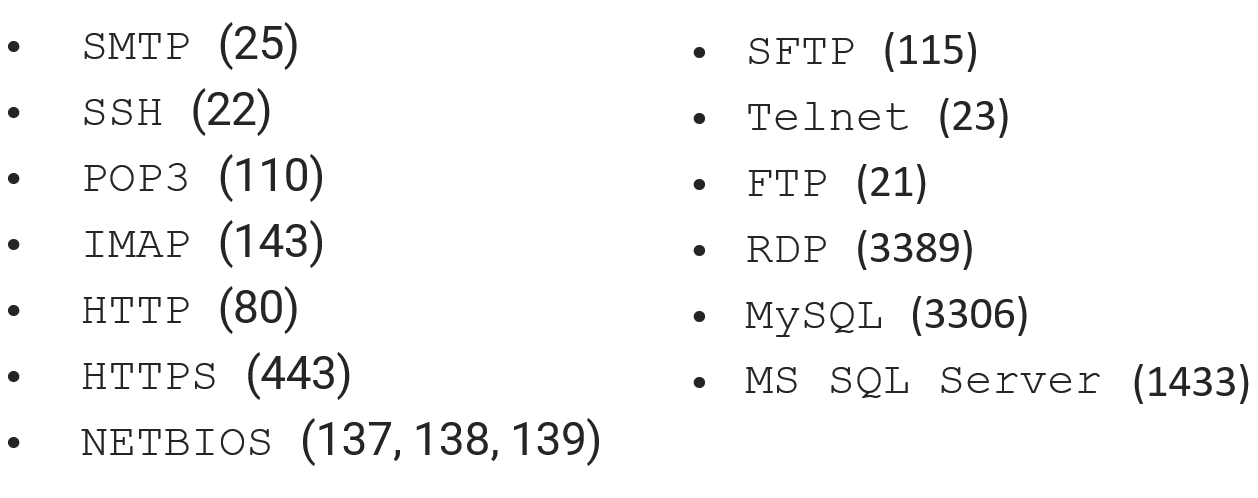 • SMTP (25)
• SSH (22)
• POP3 (110)
• IMAP (143)
• HTTP (80)
• HTTPS (443)
• NETBIOS (137, 138, 139)
• SFTP (115)
• Telnet (23)
• FTP (21)
• RDP (3389)
• MySQL (3306)
• MS SQL Server (1433)